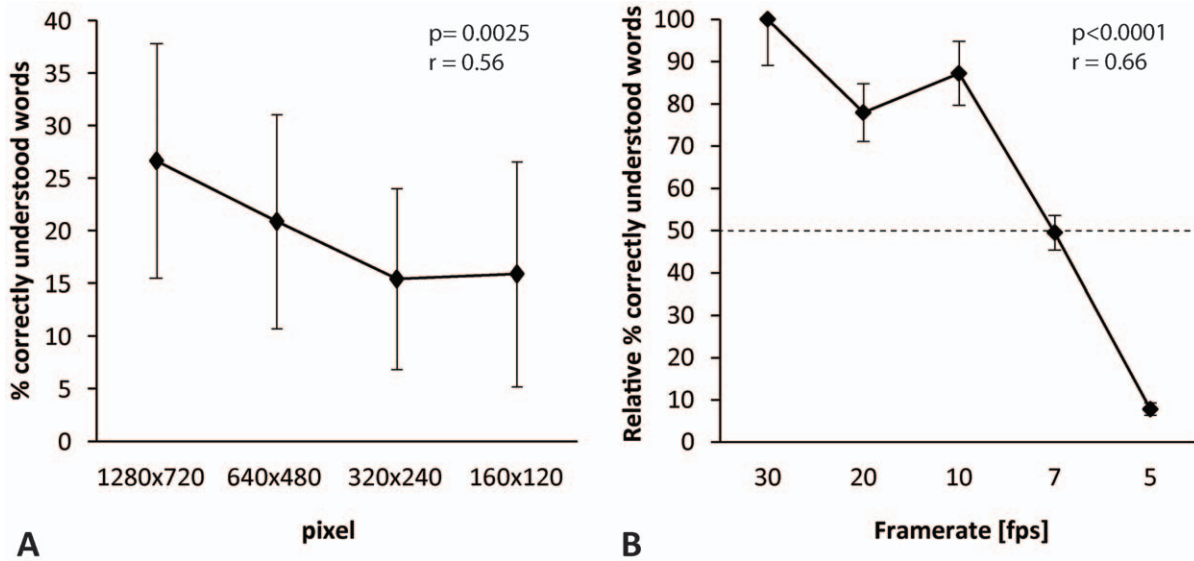 % correctly understood words
40
35
30
25
20
15
10
5
0
p= 0.0025
r = 0.56
1280x720 640x480 320x240 160x120
pixel
A
Relative % correctly understood words
100
90
80
70
60
50
40
30
20
10
0
p<0.0001
r = 0.66
30 20 10 7 5
Framerate [fps]
B